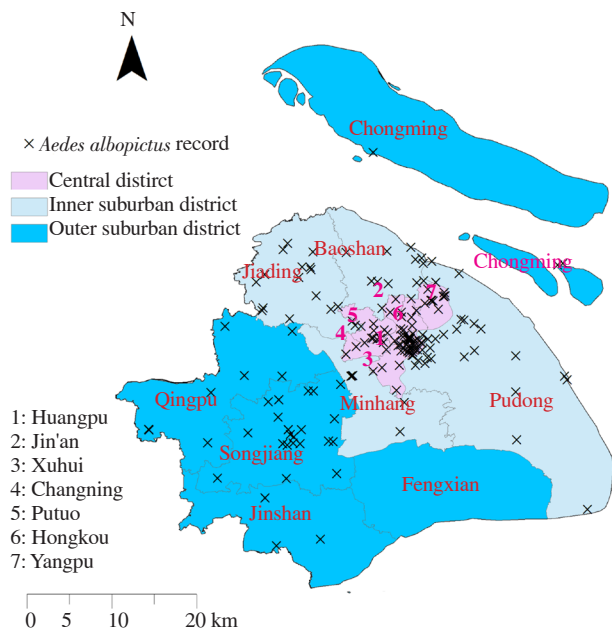 N
Chongming
× Aedes albopictus record
Central distirct
Inner suburban district
Outer suburban district
Baoshan
Jiading
Chongming
2
7
6
5
4
1
3
Qingpu
Minhang
Pudong
Songjiang
Fengxian
Jinshan
1: Huangpu
2: Jin'an
3: Xuhui
4: Changning
5: Putuo
6: Hongkou
7: Yangpu
0 5 10 20 km